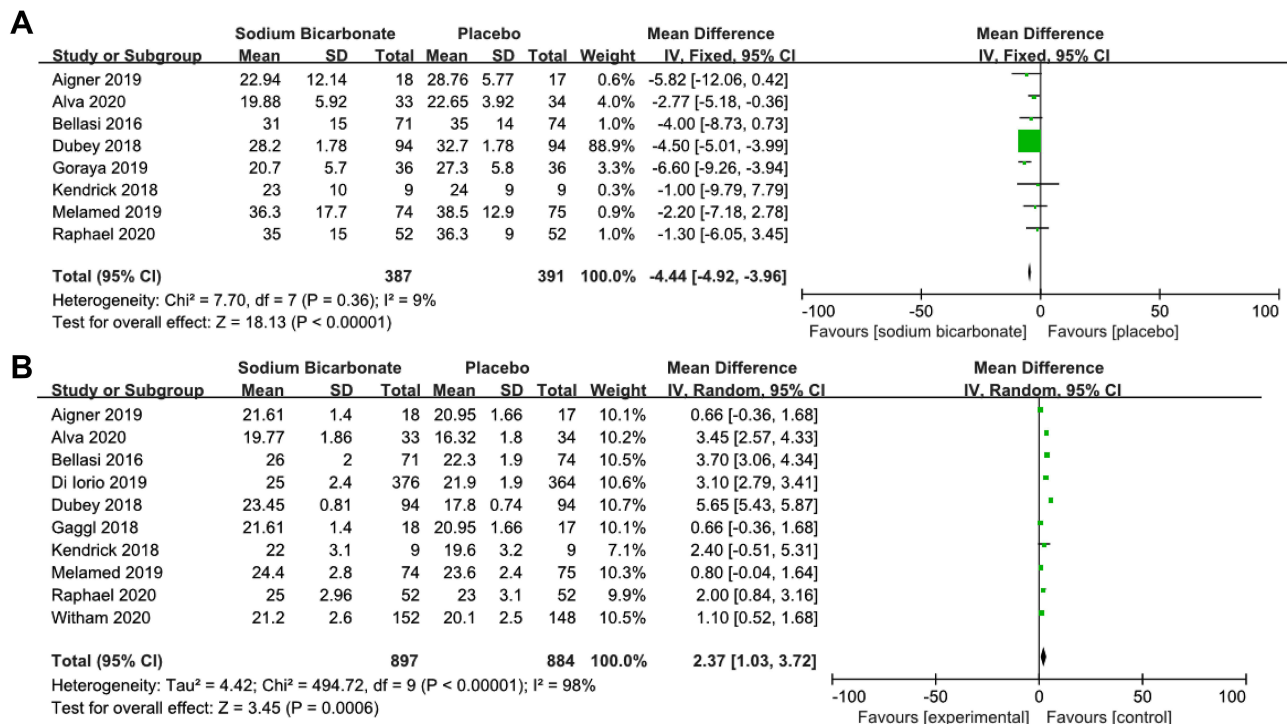 A
Sodium Bicarbonate Placebo Mean Difference Mean Difference
Study or Subgroup Mean SD Total Mean SD Total Weight IV, Fixed, 95% CI IV, Fixed, 95% CI
Aigner 2019 22.94 12.14 18 28.76 5.77 17 0.6% -5.82 [-12.06, 0.42]
Alva 2020 19.88 5.92 33 22.65 3.92 34 4.0% -2.77 [-5.18, -0.36]
Bellasi 2016 31 15 71 35 14 74 1.0% -4.00 [-8.73, 0.73]
Dubey 2018 28.2 1.78 94 32.7 1.78 94 88.9% -4.50 [-5.01, -3.99]
Goraya 2019 20.7 5.7 36 27.3 5.8 36 3.3% -6.60 [-9.26, -3.94]
Kendrick 2018 23 10 9 24 9 9 0.3% -1.00 [-9.79, 7.79]
Melamed 2019 36.3 17.7 74 38.5 12.9 75 0.9% -2.20 [-7.18, 2.78]
Raphael 2020 35 15 52 36.3 9 52 1.0% -1.30 [-6.05, 3.45]
Total (95% CI) 387 391 100.0% -4.44 [-4.92, -3.96]
Heterogeneity: Chi² = 7.70, df = 7 (P = 0.36); I² = 9%
Test for overall effect: Z = 18.13 (P < 0.00001)
-100 -50 0 50 100
Favours [sodium bicarbonate] Favours [placebo]
B
Sodium Bicarbonate Placebo Mean Difference Mean Difference
Study or Subgroup Mean SD Total Mean SD Total Weight IV, Random, 95% CI IV, Random, 95% CI
Aigner 2019 21.61 1.4 18 20.95 1.66 17 10.1% 0.66 [-0.36, 1.68]
Alva 2020 19.77 1.86 33 16.32 1.8 34 10.2% 3.45 [2.57, 4.33]
Bellasi 2016 26 2 71 22.3 1.9 74 10.5% 3.70 [3.06, 4.34]
Di Iorio 2019 25 2.4 376 21.9 1.9 364 10.6% 3.10 [2.79, 3.41]
Dubey 2018 23.45 0.81 94 17.8 0.74 94 10.7% 5.65 [5.43, 5.87]
Gaggl 2018 21.61 1.4 18 20.95 1.66 17 10.1% 0.66 [-0.36, 1.68]
Kendrick 2018 22 3.1 9 19.6 3.2 9 7.1% 2.40 [-0.51, 5.31]
Melamed 2019 24.4 2.8 74 23.6 2.4 75 10.3% 0.80 [-0.04, 1.64]
Raphael 2020 25 2.96 52 23 3.1 52 9.9% 2.00 [0.84, 3.16]
Witham 2020 21.2 2.6 152 20.1 2.5 148 10.5% 1.10 [0.52, 1.68]
Total (95% CI) 897 884 100.0% 2.37 [1.03, 3.72]
Heterogeneity: Tau² = 4.42; Chi² = 494.72, df = 9 (P < 0.00001); I² = 98%
Test for overall effect: Z = 3.45 (P = 0.0006)
-100 -50 0 50 100
Favours [experimental] Favours [control]